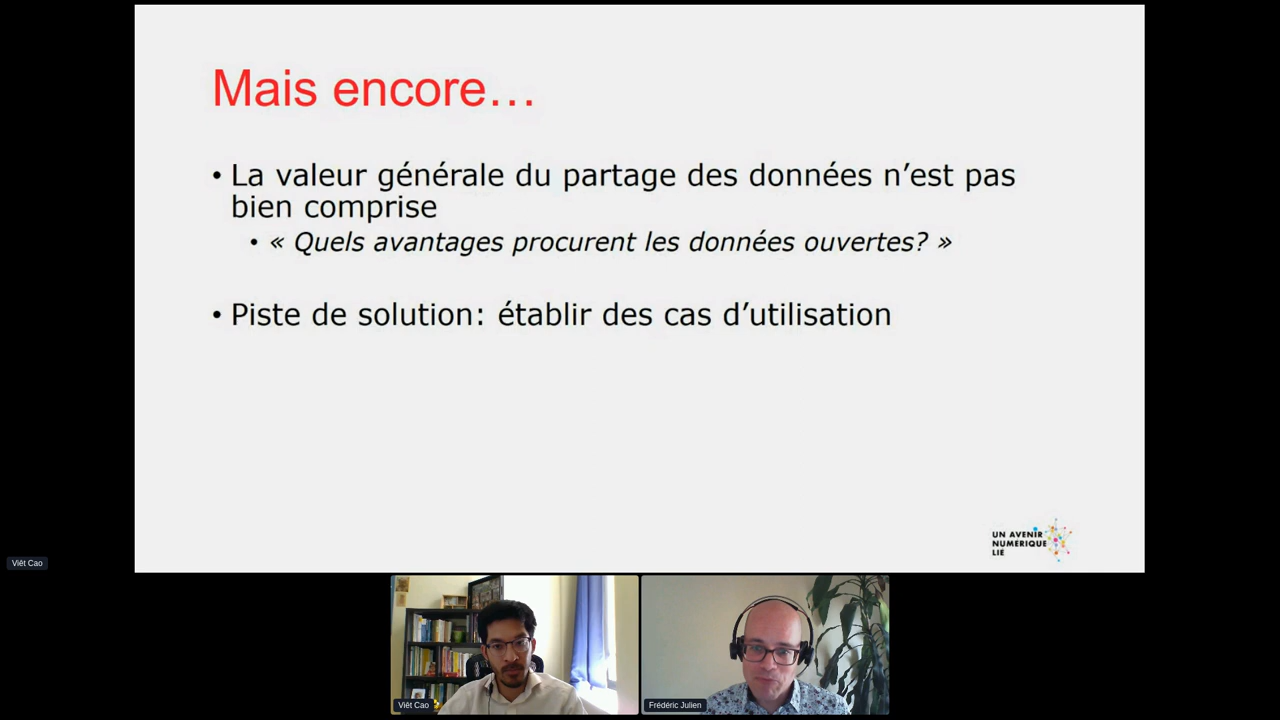 Mais encore…
• La valeur générale du partage des données n’est pas
bien comprise
• « Quels avantages procurent les données ouvertes? »
• Piste de solution: établir des cas d’utilisation
UN AVENIR
NUMERIQUE
LIE
Viêt Cao
Viêt Cao
Frédéric Julien